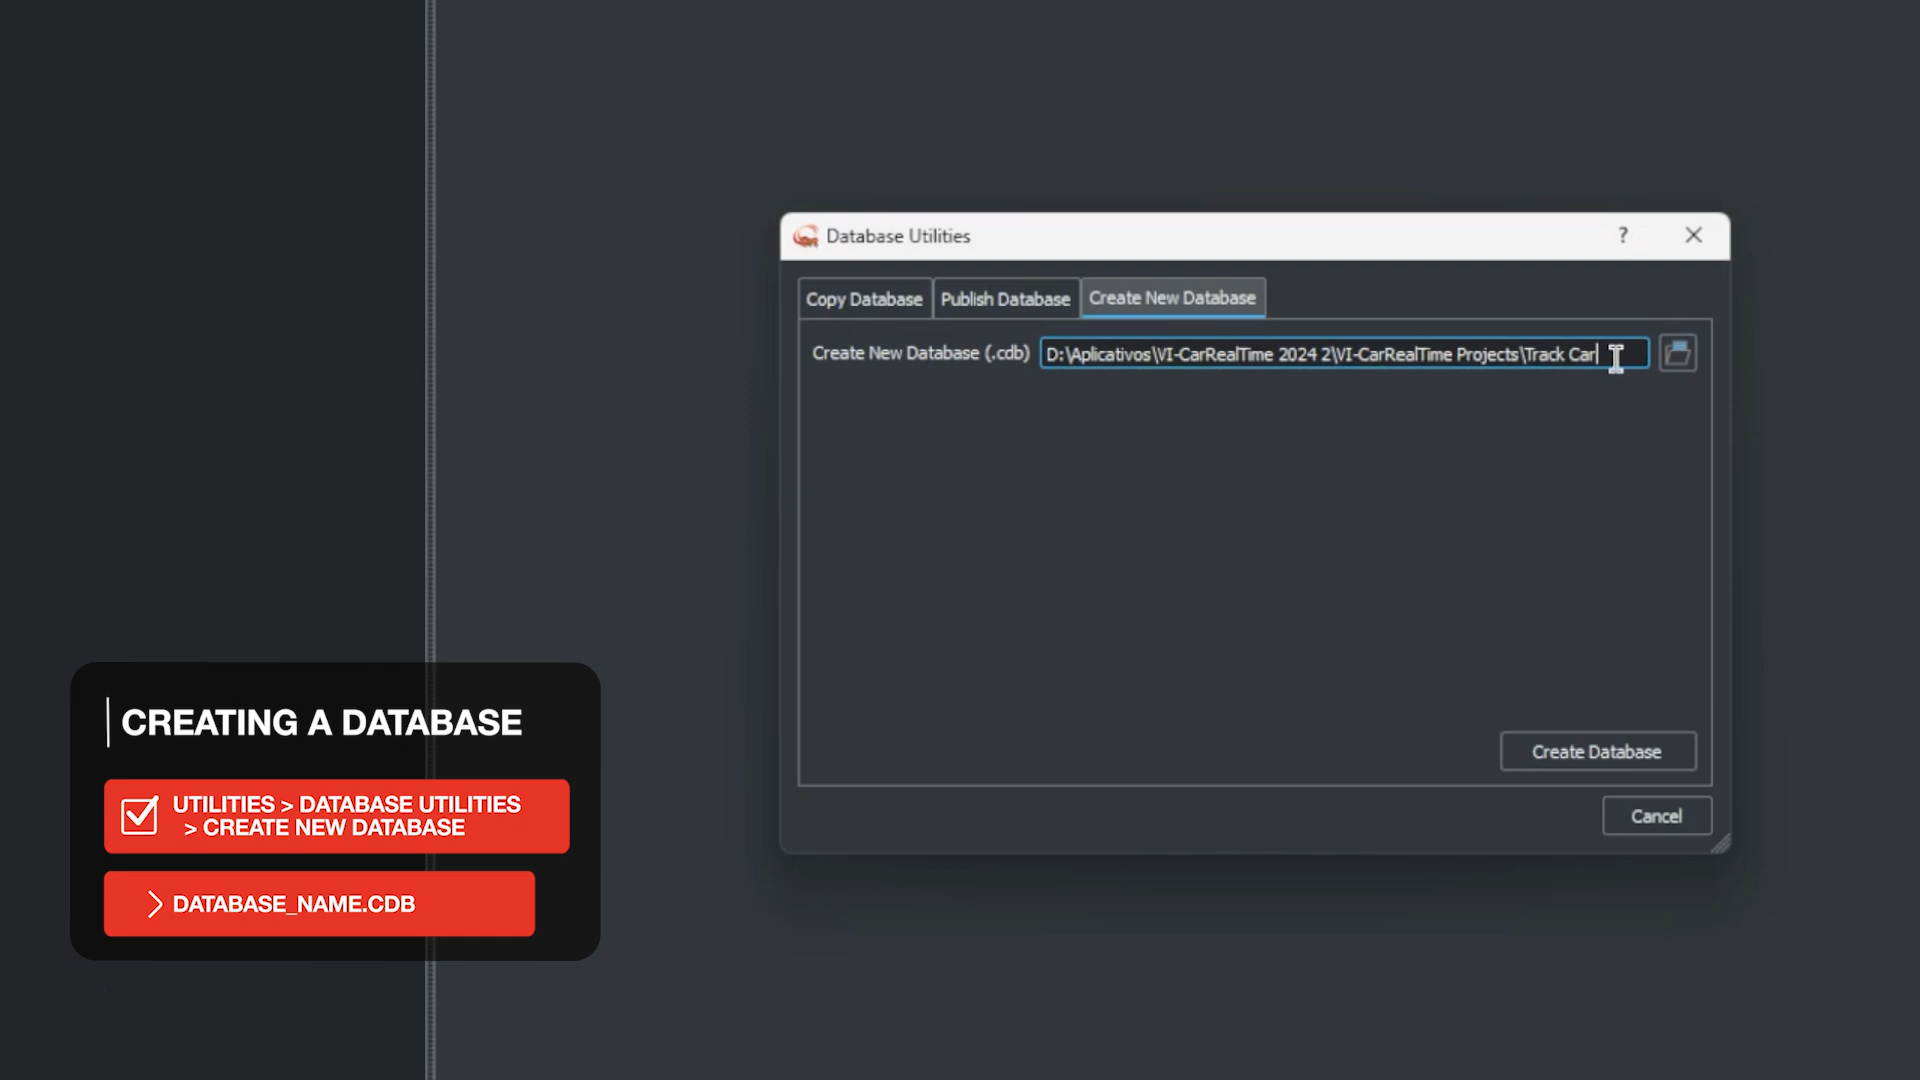 Database Utilities
?
Copy Database
Publish Database
Create New Database
Create New Database (.cdb)
D:\Aplicativos\VI-CarRealTime 2024 2\VI-CarRealTime Projects\Track Car
Create Database
Cancel
CREATING A DATABASE
UTILITIES > DATABASE UTILITIES
> CREATE NEW DATABASE
DATABASE_NAME.CDB